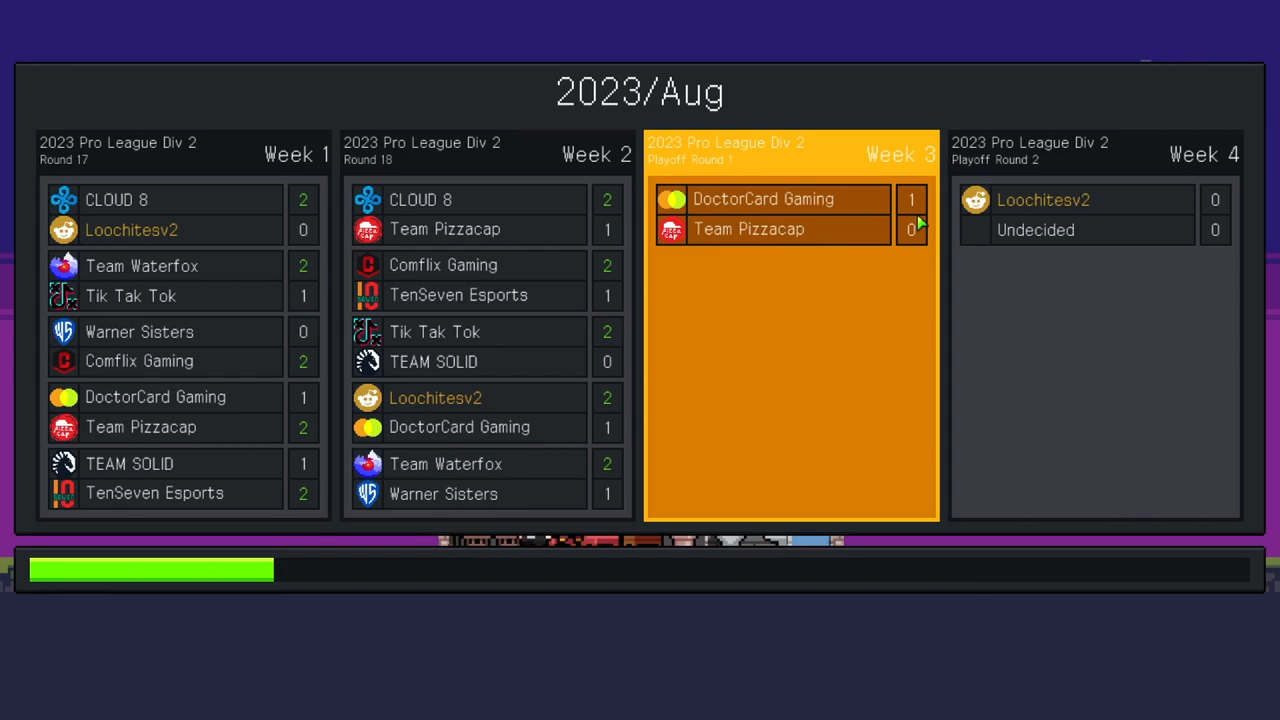 2023/Aug
2023 Pro League Div 2
Round 17
Week 1
CLOUD 8 2
Loochitesv2 0
Team Waterfox 2
Tik Tak Tok 1
Warner Sisters 0
Comflix Gaming 2
DoctorCard Gaming 1
Team Pizzacap 2
TEAM SOLID 1
TenSeven Esports 2
2023 Pro League Div 2
Round 18
Week 2
CLOUD 8 2
Team Pizzacap 1
Comflix Gaming 2
TenSeven Esports 1
Tik Tak Tok 2
TEAM SOLID 0
Loochitesv2 2
DoctorCard Gaming 1
Team Waterfox 2
Warner Sisters 1
2023 Pro League Div 2
Playoff Round 1
Week 3
DoctorCard Gaming 1
Team Pizzacap 0
2023 Pro League Div 2
Playoff Round 2
Week 4
Loochitesv2 0
Undecided 0